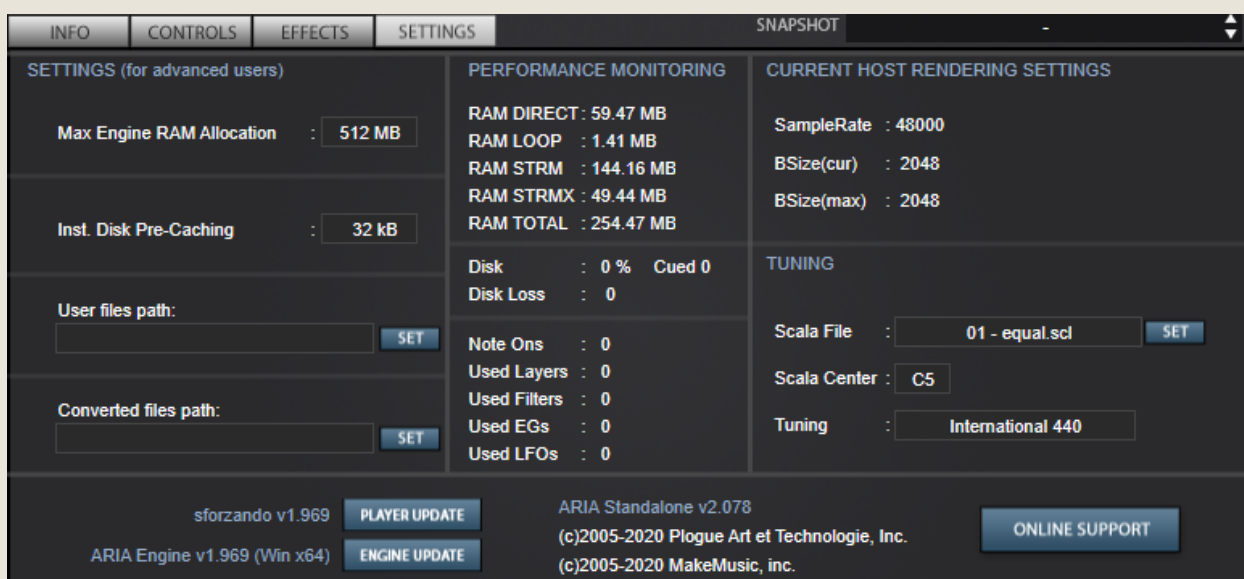 INFO CONTROLS EFFECTS SETTINGS SNAPSHOT -
SETTINGS (for advanced users)
Max Engine RAM Allocation : 512 MB
Inst. Disk Pre-Caching : 32 kB
User files path:
SET
Converted files path:
SET
PERFORMANCE MONITORING
RAM DIRECT : 59.47 MB
RAM LOOP : 1.41 MB
RAM STRM : 144.16 MB
RAM STRMX : 49.44 MB
RAM TOTAL : 254.47 MB
Disk : 0 % Cued 0
Disk Loss : 0
Note Ons : 0
Used Layers : 0
Used Filters : 0
Used EGs : 0
Used LFOs : 0
CURRENT HOST RENDERING SETTINGS
SampleRate : 48000
BSize(cur) : 2048
BSize(max) : 2048
TUNING
Scala File : 01 - equal.scl SET
Scala Center : C5
Tuning : International 440
sforzando v1.969 PLAYER UPDATE
ARIA Engine v1.969 (Win x64) ENGINE UPDATE
ARIA Standalone v2.078
(c)2005-2020 Plogue Art et Technologie, Inc.
(c)2005-2020 MakeMusic, inc.
ONLINE SUPPORT